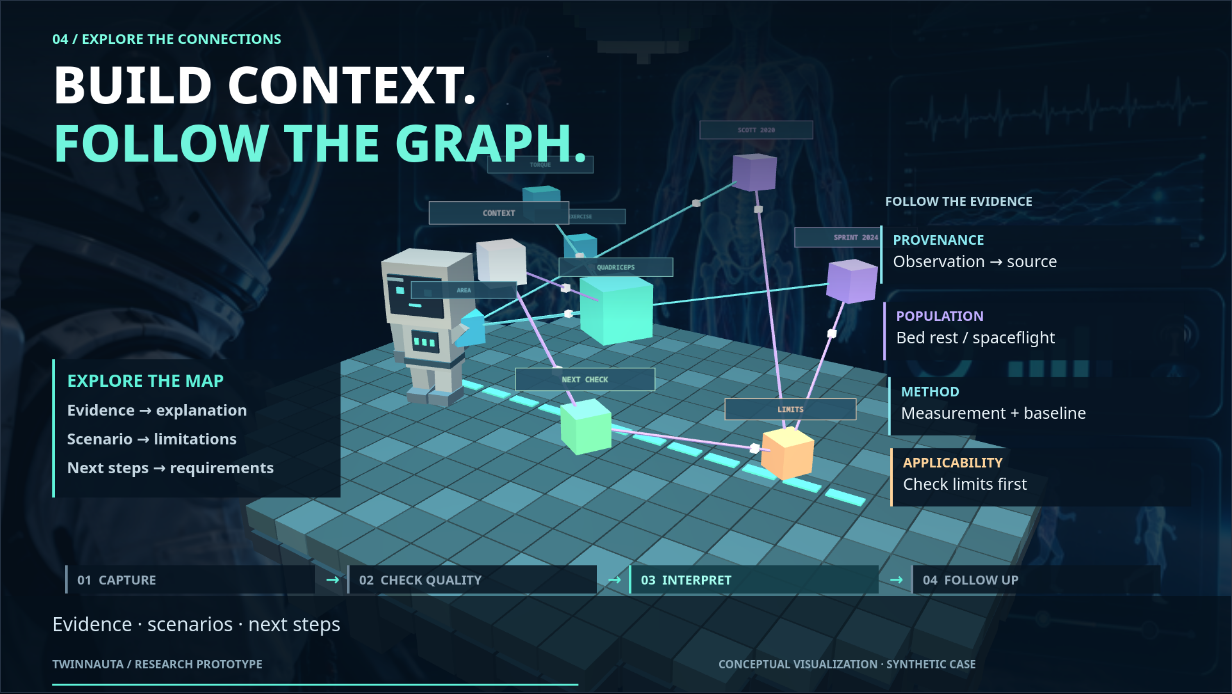 04 / EXPLORE THE CONNECTIONS
BUILD CONTEXT.
FOLLOW THE GRAPH.
SCOTT 2020
TORQUE
CONTEXT
EXERCISE
SPRINT 2024
QUADRICEPS
AREA
NEXT CHECK
LIMITS
FOLLOW THE EVIDENCE
PROVENANCE
Observation → source
POPULATION
Bed rest / spaceflight
METHOD
Measurement + baseline
APPLICABILITY
Check limits first
EXPLORE THE MAP
Evidence → explanation
Scenario → limitations
Next steps → requirements
01 CAPTURE → 02 CHECK QUALITY → 03 INTERPRET → 04 FOLLOW UP
Evidence · scenarios · next steps
TWINNAUTA / RESEARCH PROTOTYPE
CONCEPTUAL VISUALIZATION · SYNTHETIC CASE